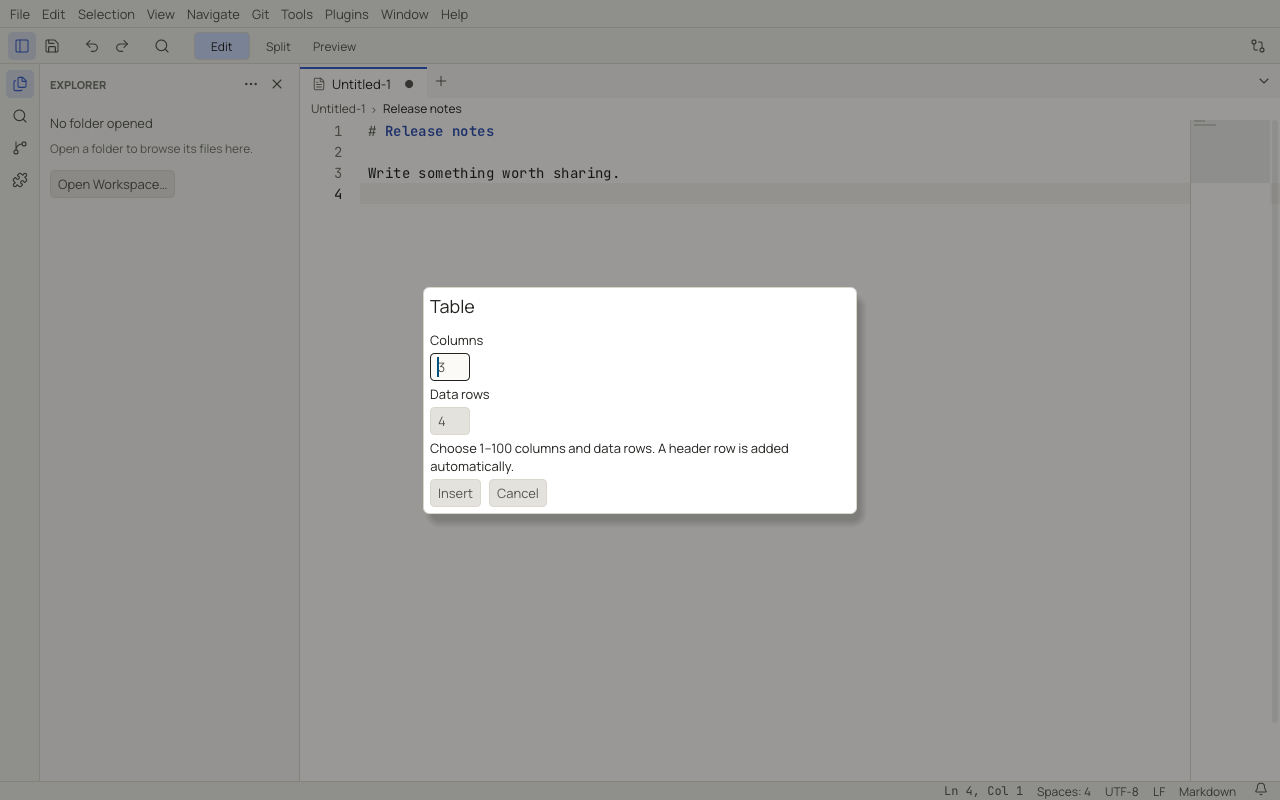 File Edit Selection View Navigate Git Tools Plugins Window Help
Edit Split Preview
EXPLORER
No folder opened
Open a folder to browse its files here.
Open Workspace...
Untitled-1
Untitled-1 › Release notes
1 # Release notes
2
3 Write something worth sharing.
4
Table
Columns
3
Data rows
4
Choose 1–100 columns and data rows. A header row is added
automatically.
Insert Cancel
Ln 4, Col 1 Spaces: 4 UTF-8 LF Markdown